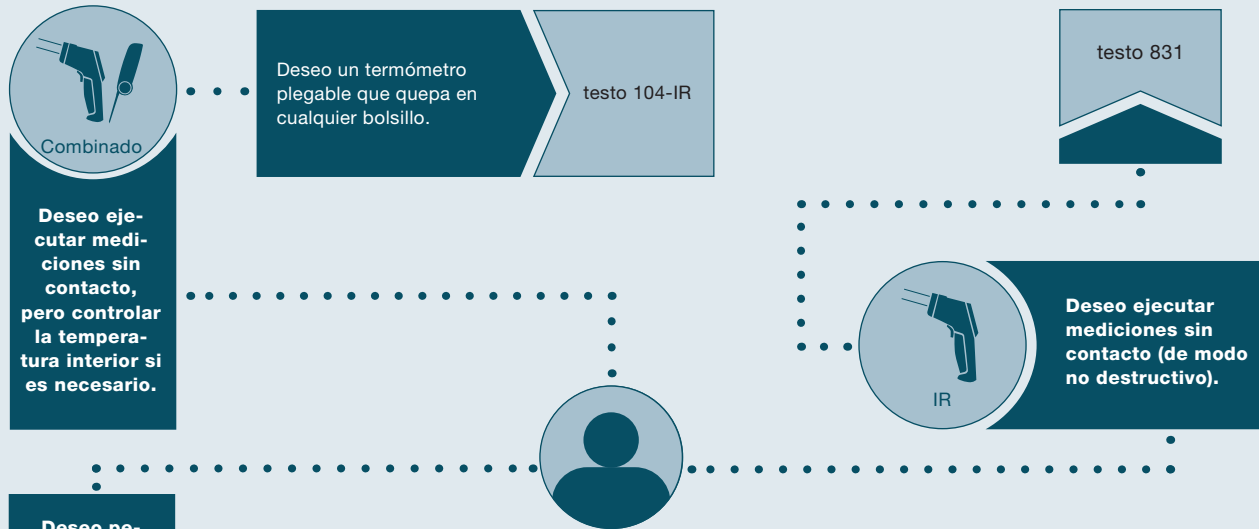 Combinado
Deseo eje-
cutar medi-
ciones sin
contacto,
pero controlar
la tempera-
tura interior si
es necesario.
Deseo un termómetro
plegable que quepa en
cualquier bolsillo.
testo 104-IR
testo 831
IR
Deseo ejecutar
mediciones sin
contacto (de modo
no destructivo).
Deseo pe-